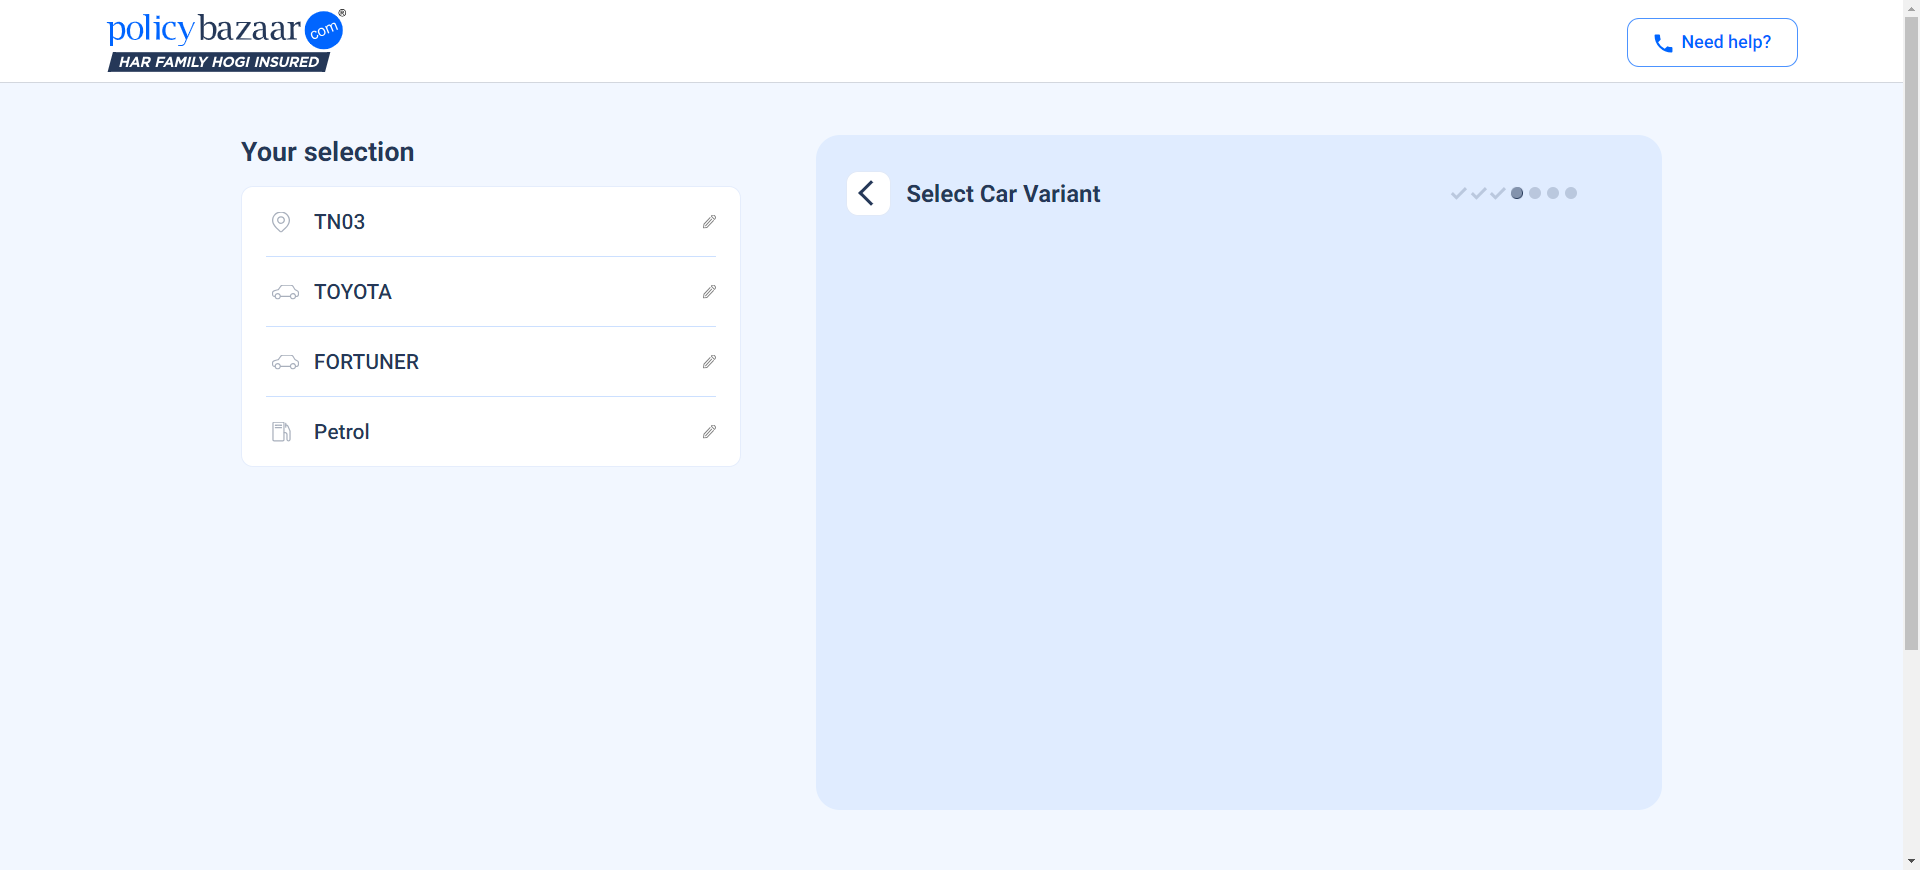 policybazaar.com®
HAR FAMILY HOGI INSURED
Need help?
Your selection
TN03
TOYOTA
FORTUNER
Petrol
Select Car Variant